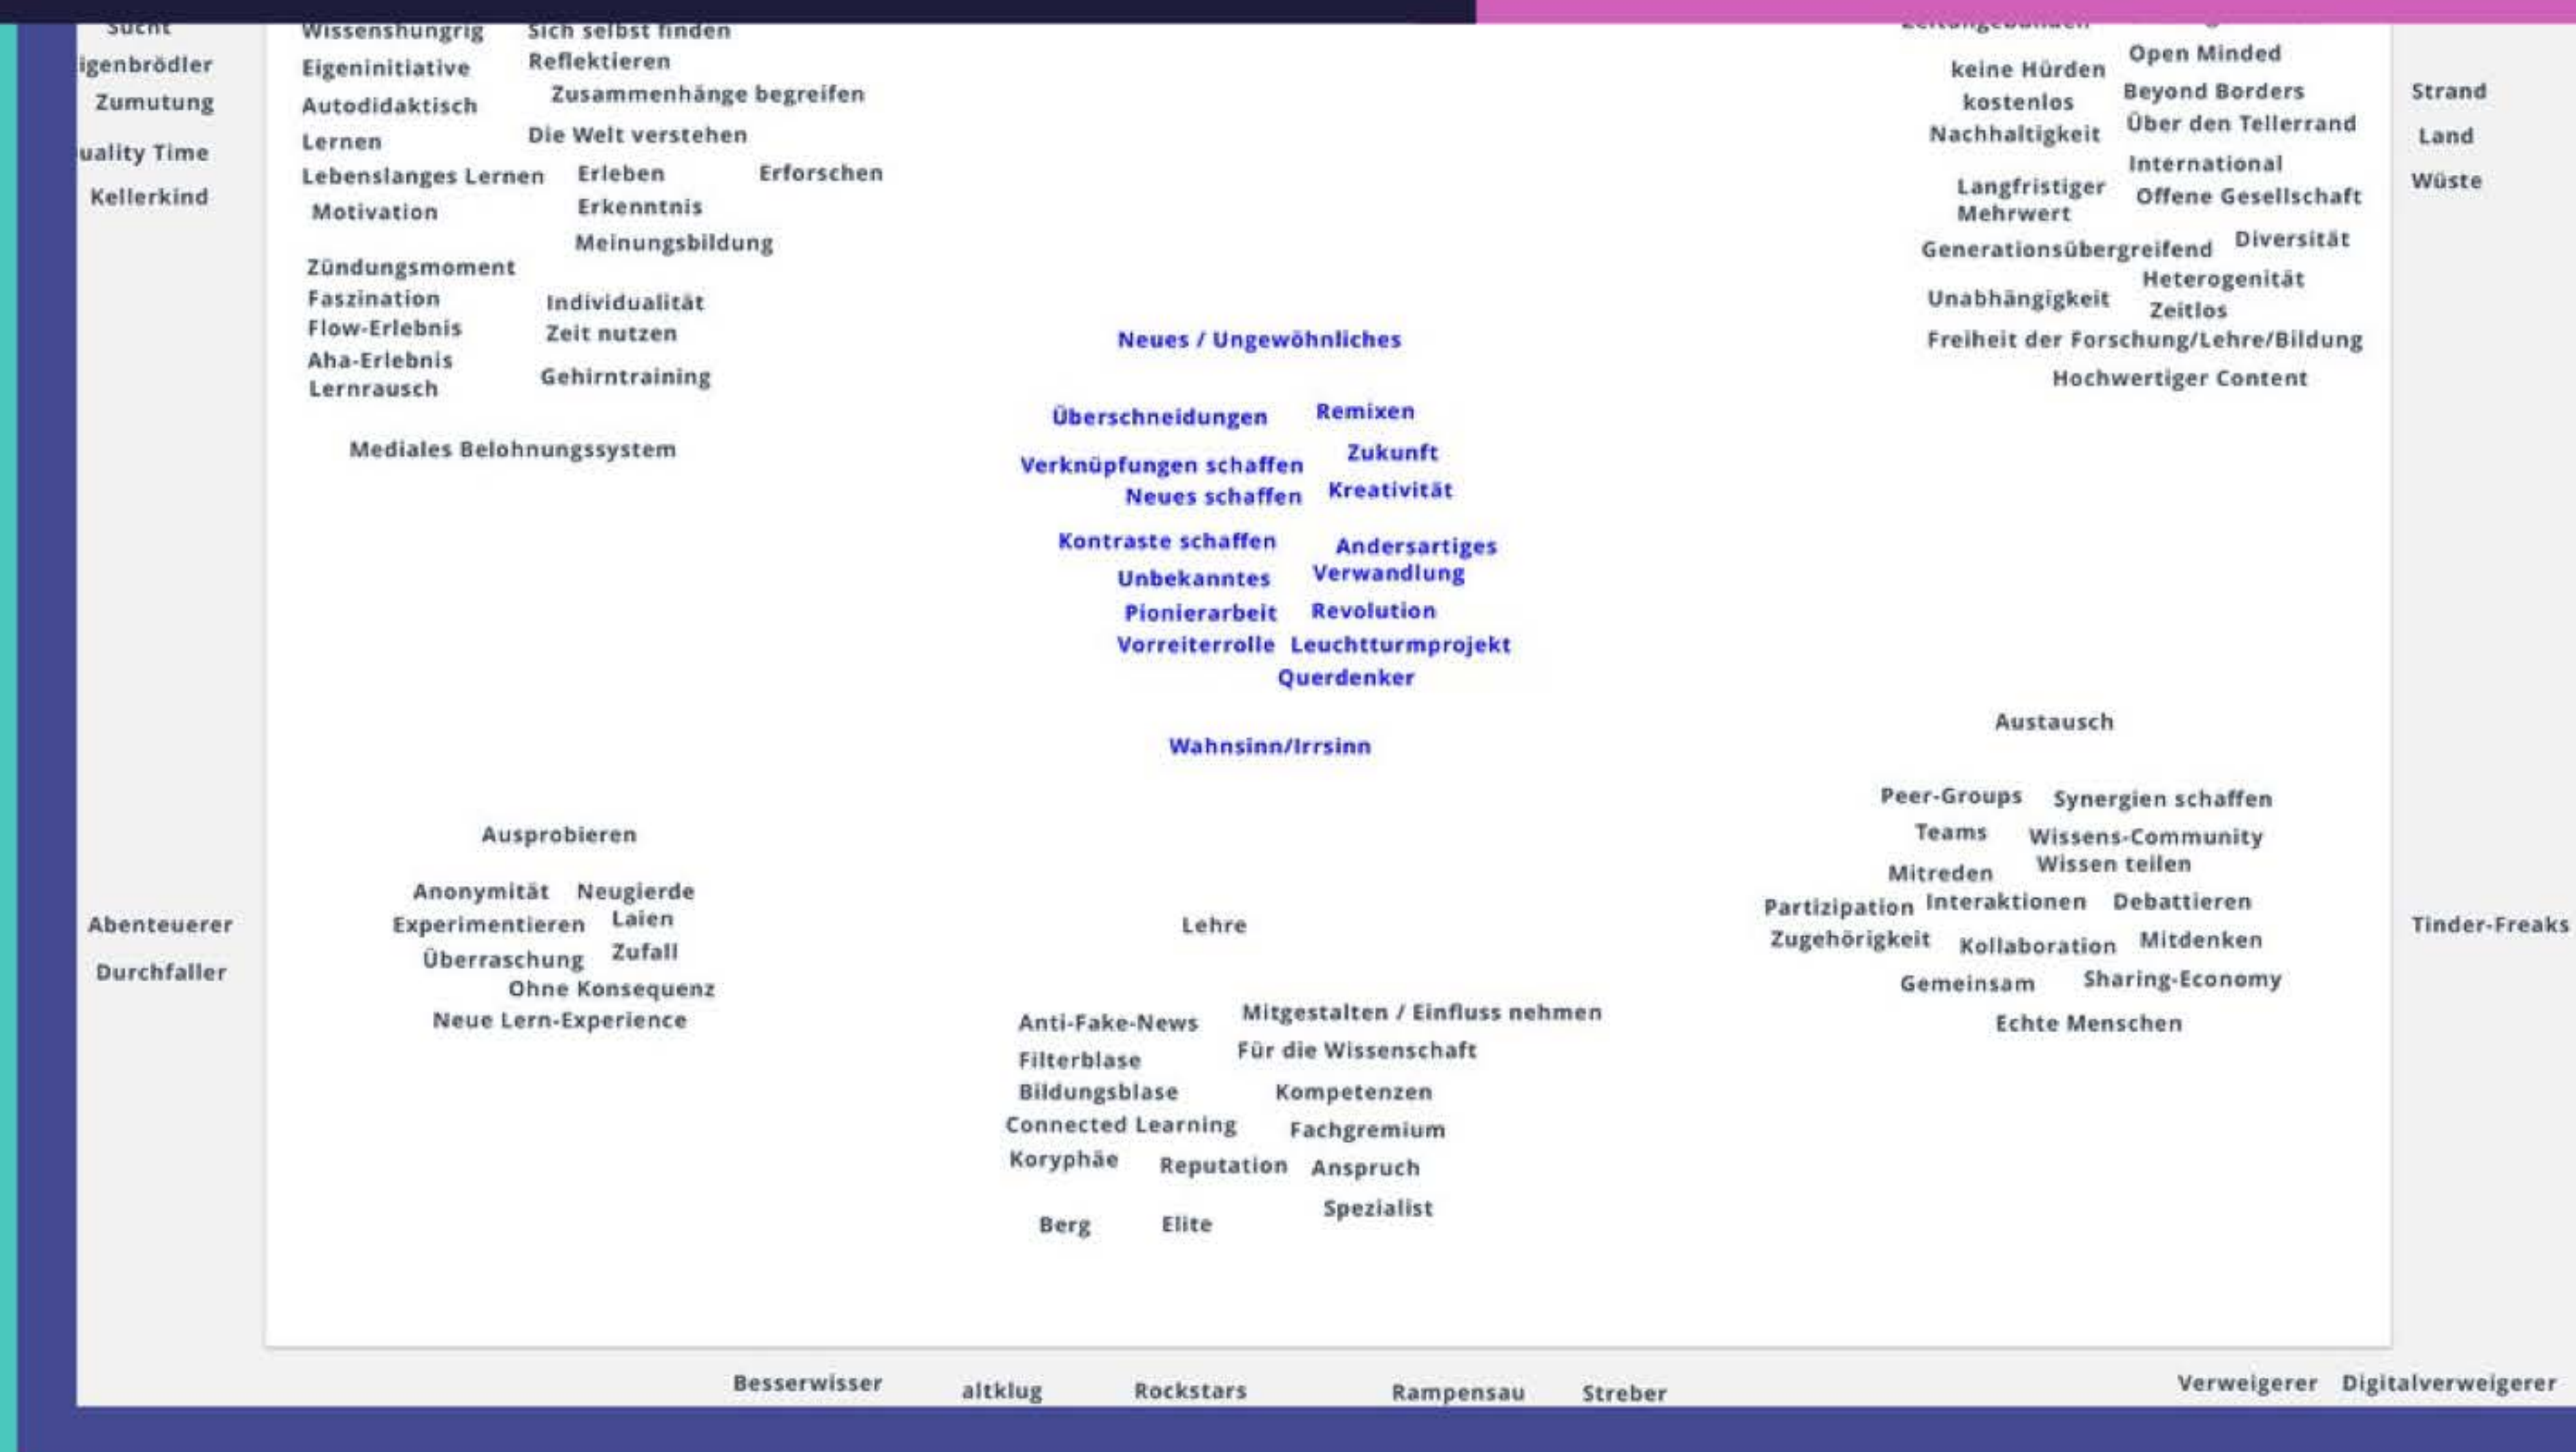 Sucht
igenbrödler
Zumutung
uality Time
Kellerkind
Wissenshungrig
Eigeninitiative
Autodidaktisch
Lernen
Lebenslanges Lernen
Motivation
Zündungsmoment
Faszination
Flow-Erlebnis
Aha-Erlebnis
Lernrausch
Sich selbst finden
Reflektieren
Zusammenhänge begreifen
Die Welt verstehen
Erleben
Erforschen
Erkenntnis
Meinungsbildung
Individualität
Zeit nutzen
Gehirntraining
Mediales Belohnungssystem
Neues / Ungewöhnliches
Überschneidungen
Remixen
Verknüpfungen schaffen
Zukunft
Neues schaffen
Kreativität
Kontraste schaffen
Andersartiges
Unbekanntes
Verwandlung
Pionierarbeit
Revolution
Vorreiterrolle
Leuchtturmprojekt
Querdenker
Wahnsinn/Irrsinn
keine Hürden
kostenlos
Nachhaltigkeit
Langfristiger
Mehrwert
Generationsübergreifend
Unabhängigkeit
Open Minded
Beyond Borders
Über den Tellerrand
International
Offene Gesellschaft
Diversität
Heterogenität
Zeitlos
Freiheit der Forschung/Lehre/Bildung
Hochwertiger Content
Strand
Land
Wüste
Abenteuerer
Durchfaller
Ausprobieren
Anonymität
Neugierde
Experimentieren
Laien
Überraschung
Zufall
Ohne Konsequenz
Neue Lern-Experience
Lehre
Anti-Fake-News
Mitgestalten / Einfluss nehmen
Filterblase
Für die Wissenschaft
Bildungsblase
Kompetenzen
Connected Learning
Fachgremium
Koryphäe
Reputation
Anspruch
Spezialist
Berg
Elite
Austausch
Peer-Groups
Synergien schaffen
Teams
Wissens-Community
Mitreden
Wissen teilen
Partizipation
Interaktionen
Debattieren
Zugehörigkeit
Kollaboration
Mitdenken
Gemeinsam
Sharing-Economy
Echte Menschen
Tinder-Freaks
Besserwisser
altklug
Rockstars
Rampensau
Streber
Verweigerer
Digitalverweigerer